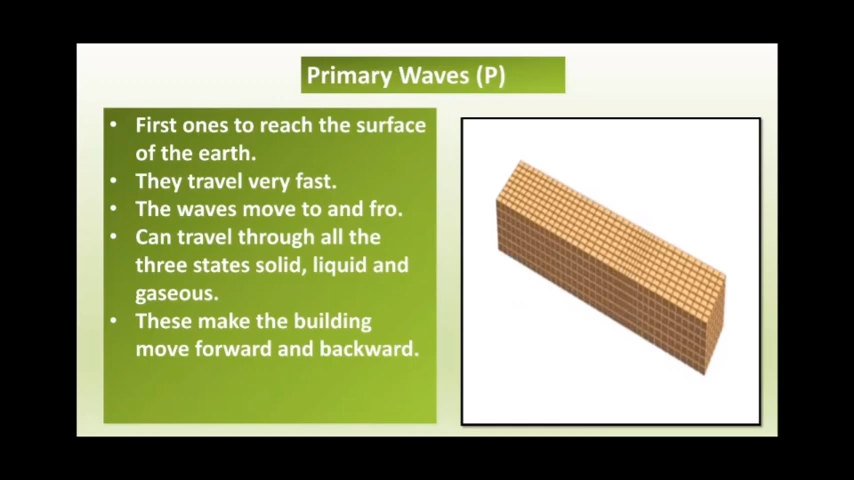 Primary Waves (P)
• First ones to reach the surface
of the earth.
• They travel very fast.
• The waves move to and fro.
• Can travel through all the
three states solid, liquid and
gaseous.
• These make the building
move forward and backward.